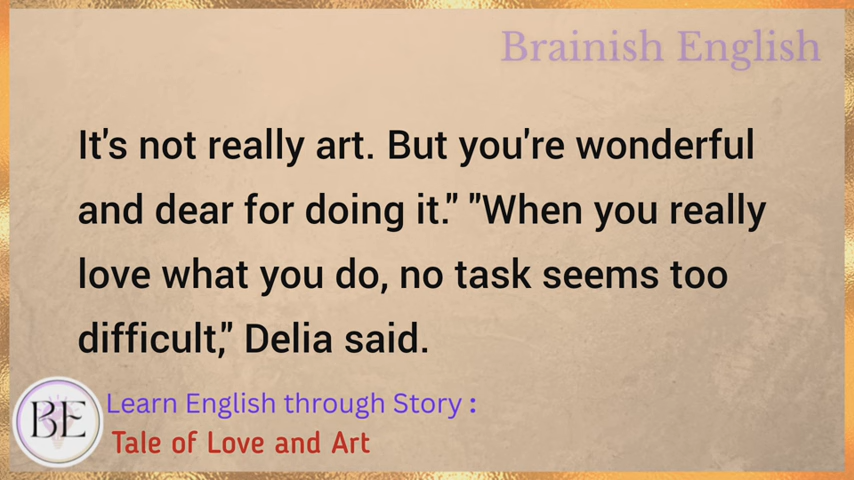 Brainish English
It's not really art. But you're wonderful
and dear for doing it." "When you really
love what you do, no task seems too
difficult," Delia said.
BE
Learn English through Story :
Tale of Love and Art